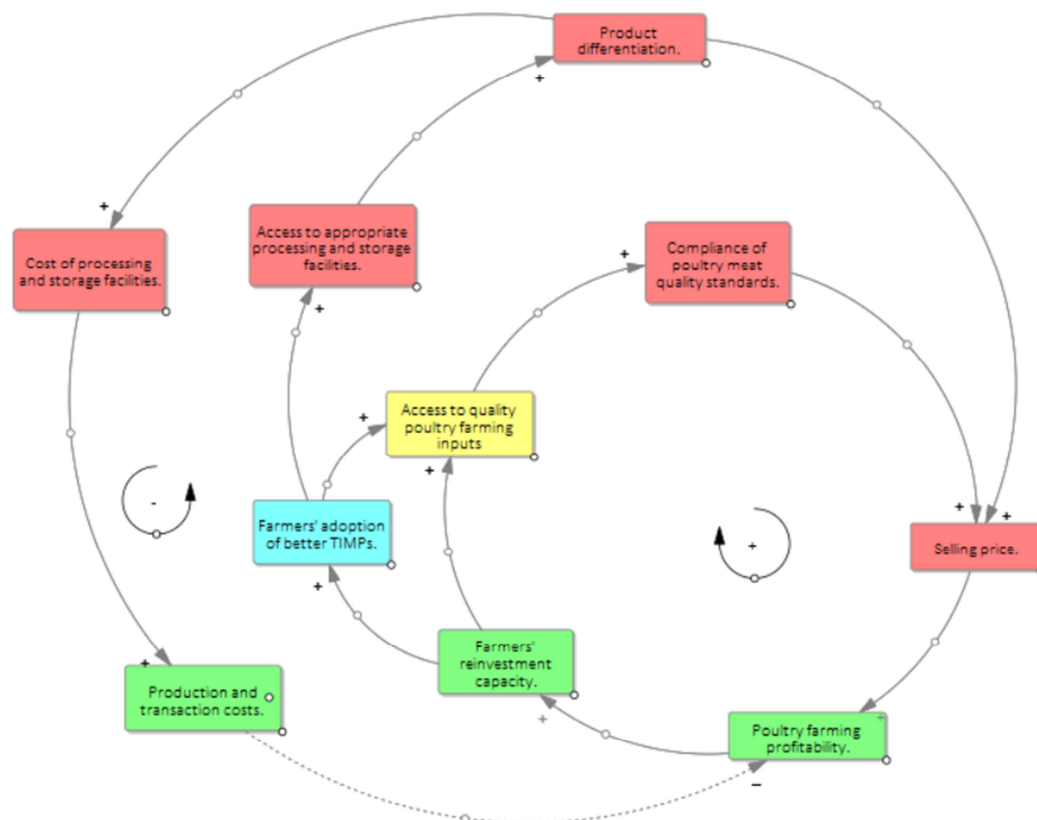 Product
differentiation.
+
+
Access to appropriate
processing and storage
facilities.
Compliance of
poultry meat
quality standards.
Cost of processing
and storage facilities.
+
+
Access to quality
poultry farming
inputs
+
+
-
Farmers' adoption
of better TIMPs.
+
+
+
Selling price.
+
Farmers'
reinvestment
capacity.
+
Production and
transaction costs.
+
+
Poultry farming
profitability.
–